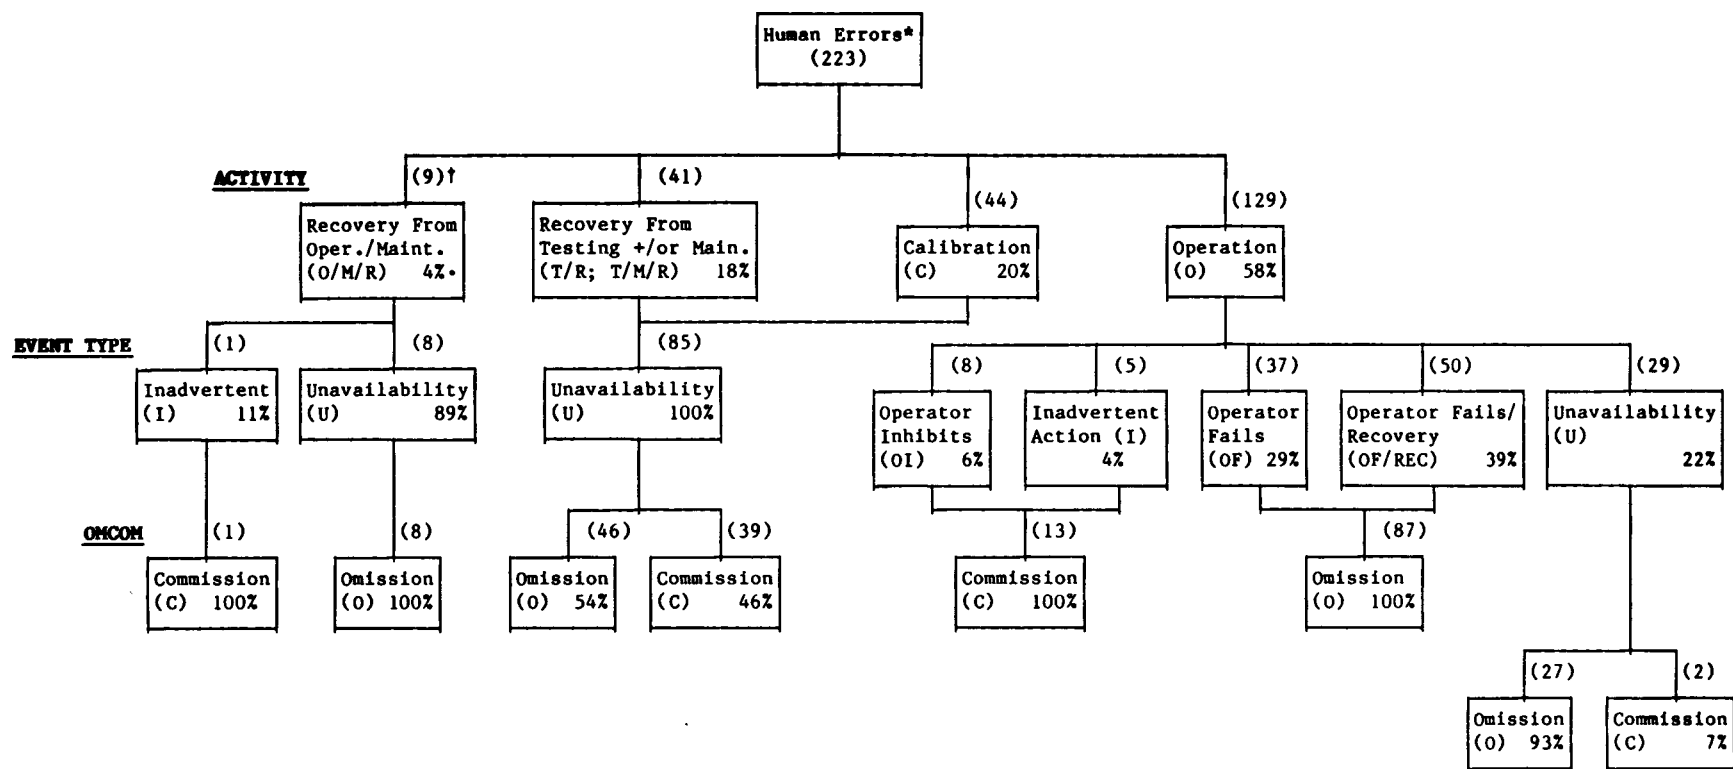 Human Errors*
(223)
ACTIVITY
(9)†
(41)
(44)
(129)
Recovery From
Oper./Maint.
(O/M/R) 4%.
Recovery From
Testing +/or Main.
(T/R; T/M/R) 18%
Calibration
(C) 20%
Operation
(O) 58%
EVENT TYPE
(1)
(8)
(85)
(8)
(5)
(37)
(50)
(29)
Inadvertent
(I) 11%
Unavailability
(U) 89%
Unavailability
(U) 100%
Operator
Inhibits
(OI) 6%
Inadvertent
Action (I)
4%
Operator
Fails
(OF) 29%
Operator Fails/
Recovery
(OF/REC) 39%
Unavailability
(U)
22%
OMCOM
(1)
(8)
(46)
(39)
(13)
(87)
Commission
(C) 100%
Omission
(O) 100%
Omission
(O) 54%
Commission
(C) 46%
Commission
(C) 100%
Omission
(O) 100%
(27)
(2)
Omission
(O) 93%
Commission
(C) 7%